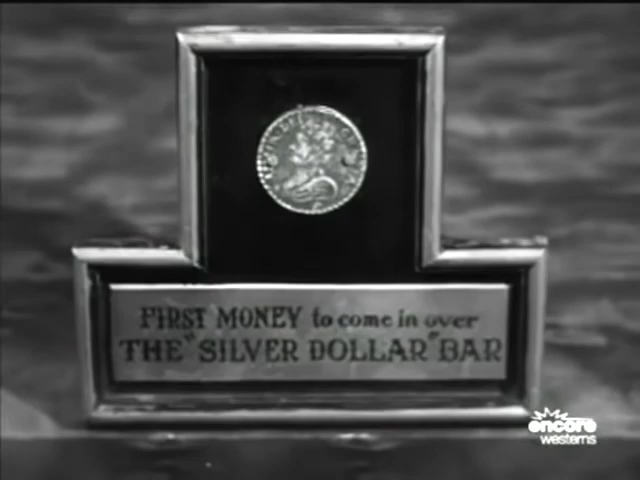 FIRST MONEY to come in over
THE "SILVER DOLLAR" BAR
encore
westerns